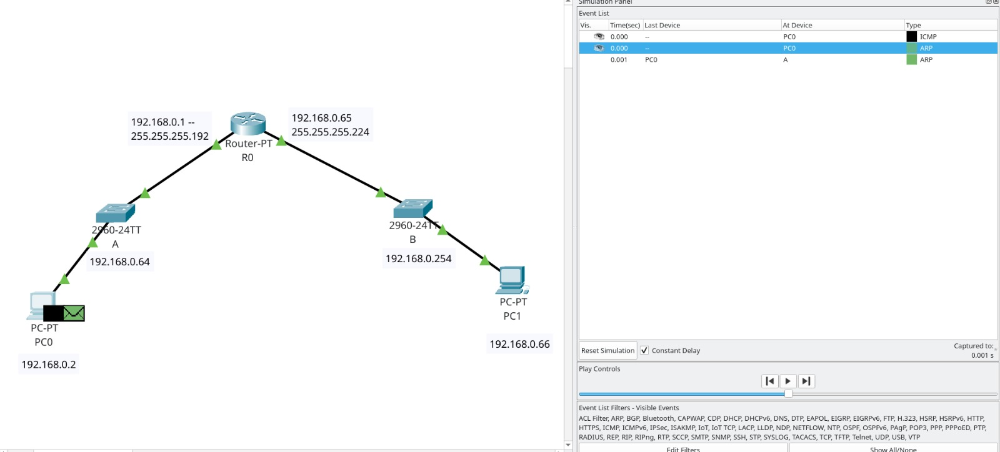 Simulation Panel
Event List
Vis. Time(sec) Last Device At Device Type
0.000 -- PC0 ICMP
0.000 -- PC0 ARP
0.001 PC0 A ARP
192.168.0.1 --
255.255.255.192
192.168.0.65
255.255.255.224
Router-PT
R0
2960-24TT
A
192.168.0.64
2960-24TT
B
192.168.0.254
PC-PT
PC0
192.168.0.2
PC-PT
PC1
192.168.0.66
Reset Simulation Constant Delay Captured to:
0.001 s
Play Controls
Event List Filters - Visible Events
ACL Filter, ARP, BGP, Bluetooth, CAPWAP, CDP, DHCP, DHCPv6, DNS, DTP, EAPOL, EIGRP, EIGRPv6, FTP, H.323, HSRP, HSRPv6, HTTP,
HTTPS, ICMP, ICMPv6, IPSec, ISAKMP, IoT, IoT TCP, LACP, LLDP, NDP, NETFLOW, NTP, OSPF, OSPFv6, PAgP, POP3, PPP, PPPoED, PTP,
RADIUS, REP, RIP, RIPng, RTP, SCCP, SMTP, SNMP, SSH, STP, SYSLOG, TACACS, TCP, TFTP, Telnet, UDP, USB, VTP
Edit Filters Show All/None